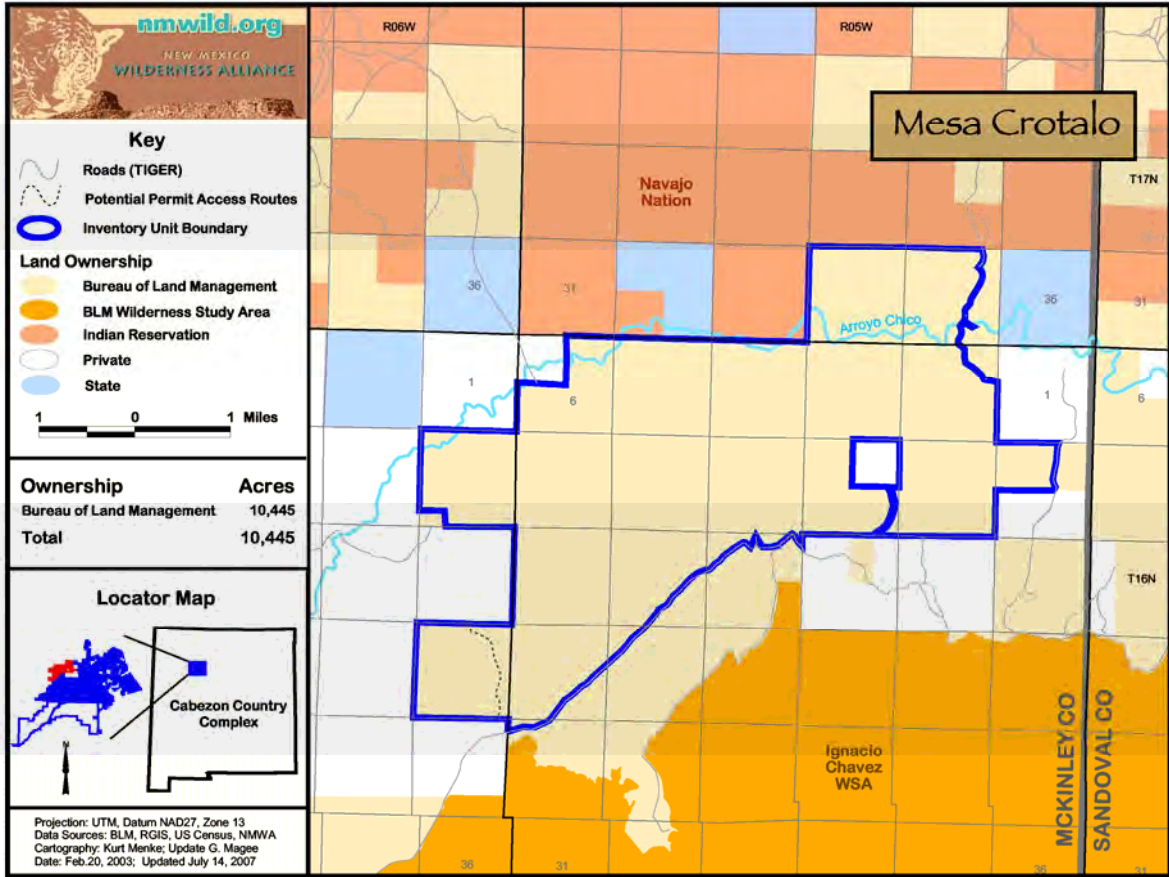 nmwild.org
NEW MEXICO
WILDERNESS ALLIANCE
Key
Roads (TIGER)
Potential Permit Access Routes
Inventory Unit Boundary
Land Ownership
Bureau of Land Management
BLM Wilderness Study Area
Indian Reservation
Private
State
1 0 1 Miles
Ownership Acres
Bureau of Land Management 10,445
Total 10,445
Locator Map
Cabezon Country
Complex
N
Projection: UTM, Datum NAD27, Zone 13
Data Sources: BLM, RGIS, US Census, NMWA
Cartography: Kurt Menke; Update G. Magee
Date: Feb.20, 2003; Updated July 14, 2007
R06W
R05W
Mesa Crotalo
T17N
Navajo
Nation
36
31
36
31
Arroyo Chico
1
6
1
6
T16N
Ignacio
Chavez
WSA
MCKINLEY CO
SANDOVAL CO
36
31
36
31